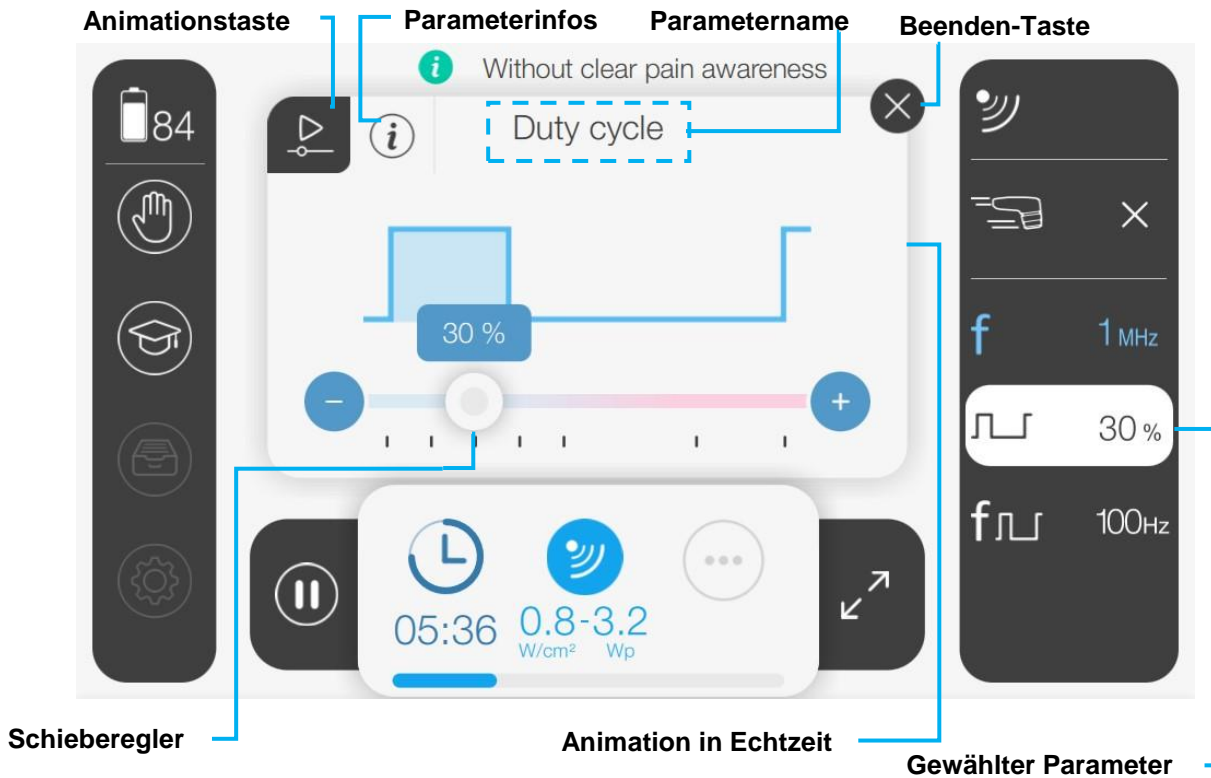 Animationstaste
Parameterinfos
Parametername
Beenden-Taste
i Without clear pain awareness
84
i
Duty cycle
30 %
f 1 MHz
30 %
f 100Hz
05:36
0.8-3.2
W/cm² Wp
Schieberegler
Animation in Echtzeit
Gewählter Parameter